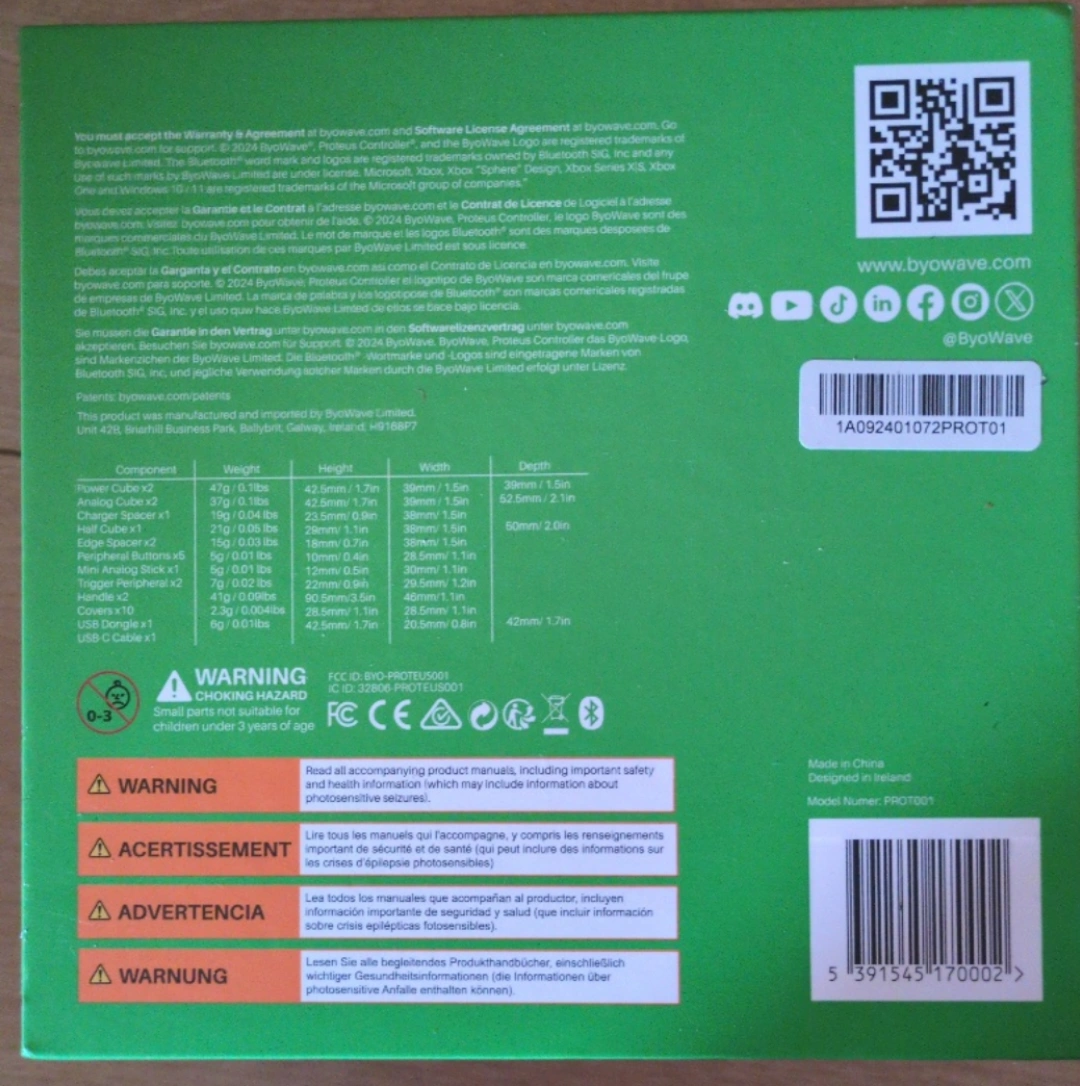 You must accept the Warranty & Agreement at byowave.com and Software License Agreement at byowave.com. Go
to byowave.com for support. © 2024 ByoWave®, Proteus Controller®, and the ByoWave Logo are registered trademarks of
ByoWave Limited. The Bluetooth® word mark and logos are registered trademarks owned by Bluetooth SIG, Inc and any
use of such marks by ByoWave Limited are under license. Microsoft, Xbox, Xbox "Sphere" Design, Xbox Series X|S, Xbox
One and Windows 10 / 11 are registered trademarks of the Microsoft group of companies."
Vous devez accepter la Garantie et le Contrat à l'adresse byowave.com et le Contrat de Licence de Logiciel à l'adresse
byowave.com. Visitez byowave.com pour obtenir de l'aide. © 2024 ByoWave, Proteus Controller, le logo ByoWave sont des
marques commerciales du ByoWave Limited. Le mot de marque et les logos Bluetooth® sont des marques desposees de
Bluetooth® SIG, Inc. Toute utilisation de ces marques par ByoWave Limited est sous licence.
Debes aceptar la Garganta y el Contrato en byowave.com asi como el Contrato de Licencia en byowave.com. Visite
byowave.com para soporte. © 2024 ByoWave; Proteus Controller el logotipo de ByoWave son marca comericales del frupe
de empresas de ByoWave Limited. La marca de palabra y los logotipose de Bluetooth® son marcas comericales registradas
de Bluetooth® SIG, Inc. y el uso quw hace ByoWave Limted de ellos se bace bajo licencia.
Sie müssen die Garantie in den Vertrag unter byowave.com in den Softwarelizenzvertrag unter byowave.com
akzeptieren. Besuchen Sie byowave.com für Support. © 2024 ByoWave. ByoWave, Proteus Controller das ByoWave-Logo,
sind Markenzichen der ByoWave Limited. Die Bluetooth® -Wortmarke und -Logos sind eingetragene Marken von
Bluetooth SIG, Inc, und jegliche Verwendung solcher Marken durch die ByoWave Limited erfolgt unter Lizenz.
Patents: byowave.com/patents
This product was manufactured and imported by ByoWave Limited.
Unit 42B, Briarhill Business Park, Ballybrit, Galway, Ireland, H9168P7
www.byowave.com
@ByoWave
1A092401072PROT01
Component Weight Height Width Depth
Power Cube x2 47g / 0.1lbs 42.5mm / 1.7in 39mm / 1.5in 39mm / 1.5in
Analog Cube x2 37g / 0.1lbs 42.5mm / 1.7in 39mm / 1.5in 52.5mm / 2.1in
Charger Spacer x1 19g / 0.04 lbs 23.5mm/ 0.9in 38mm/ 1.5in
Half Cube x1 21g / 0.05 lbs 29mm/ 1.1in 38mm/ 1.5in 50mm/ 2.0in
Edge Spacer x2 15g / 0.03 lbs 18mm/ 0.7in 38mm/ 1.5in
Peripheral Buttons x5 5g / 0.01 lbs 10mm/ 0.4in 28.5mm/ 1.1in
Mini Analog Stick x1 5g / 0.01 lbs 12mm/ 0.5in 30mm/ 1.1in
Trigger Peripheral x2 7g / 0.02 lbs 22mm/ 0.9in 29.5mm/ 1.2in
Handle x2 41g / 0.09lbs 90.5mm/3.5in 46mm/1.1in
Covers x10 2.3g / 0.004lbs 28.5mm/ 1.1in 28.5mm/ 1.1in
USB Dongle x1 6g / 0.01lbs 42.5mm/ 1.7in 20.5mm/ 0.8in 42mm/ 1.7in
USB-C Cable x1
0-3
WARNING
CHOKING HAZARD
Small parts not suitable for
children under 3 years of age
FCC ID: BYO-PROTEUS001
IC ID: 32806-PROTEUS001
FC CE
WARNING
Read all accompanying product manuals, including important safety
and health information (which may include information about
photosensitive seizures).
ACERTISSEMENT
Lire tous les manuels qui l'accompagne, y compris les renseignements
important de sécurité et de santé (qui peut inclure des informations sur
les crises d'épilepsie photosensibles)
ADVERTENCIA
Lea todos los manuales que acompañan al productor, incluyen
información importante de seguridad y salud (que incluir información
sobre crisis epilépticas fotosensibles).
WARNUNG
Lesen Sie alle begleitendes Produkthandbücher, einschließlich
wichtiger Gesundheitsinformationen (die Informationen über
photosensitive Anfalle enthalten können).
Made in China
Designed in Ireland
Model Numer: PROT001
5 391545 170002 >